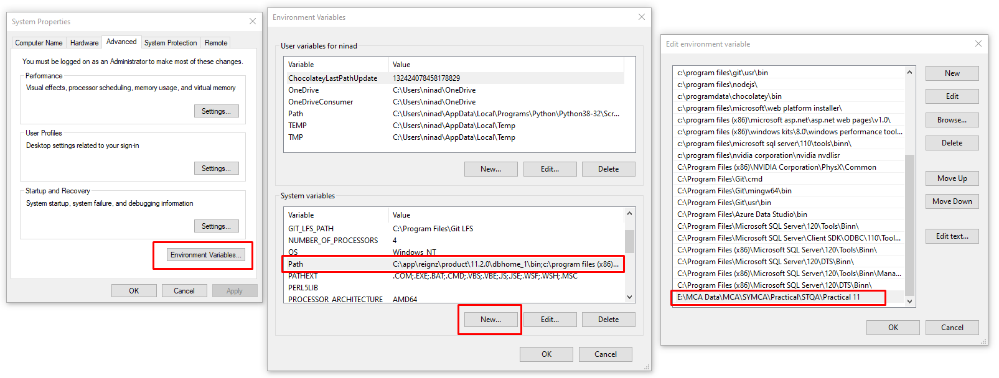 System Properties
Computer Name Hardware Advanced System Protection Remote
You must be logged on as an Administrator to make most of these changes.
Performance
Visual effects, processor scheduling, memory usage, and virtual memory
Settings...
User Profiles
Desktop settings related to your sign-in
Settings...
Startup and Recovery
System startup, system failure, and debugging information
Settings...
Environment Variables...
OK Cancel Apply
Environment Variables
User variables for ninad
Variable Value
ChocolateyLastPathUpdate 132424078458178829
OneDrive C:\Users\ninad\OneDrive
OneDriveConsumer C:\Users\ninad\OneDrive
Path C:\Users\ninad\AppData\Local\Programs\Python\Python38-32\Scr...
TEMP C:\Users\ninad\AppData\Local\Temp
TMP C:\Users\ninad\AppData\Local\Temp
New... Edit... Delete
System variables
Variable Value
GIT_LFS_PATH C:\Program Files\Git LFS
NUMBER_OF_PROCESSORS 4
OS Windows_NT
Path C:\app\reignz\product\11.2.0\dbhome_1\bin;c:\program files (x86)...
PATHEXT .COM;.EXE;.BAT;.CMD;.VBS;.VBE;.JS;.JSE;.WSF;.WSH;.MSC
PERL5LIB
PROCESSOR_ARCHITECTURE AMD64
New... Edit... Delete
OK Cancel
Edit environment variable
c:\program files\git\usr\bin
c:\program files\nodejs\
c:\programdata\chocolatey\bin
c:\program files\microsoft\web platform installer\
c:\program files (x86)\microsoft asp.net\asp.net web pages\v1.0\
c:\program files (x86)\windows kits\8.0\windows performance tool...
c:\program files\microsoft sql server\110\tools\binn\
c:\program files\nvidia corporation\nvidia nvdlisr
C:\Program Files (x86)\NVIDIA Corporation\PhysX\Common
C:\Program Files\Git\cmd
C:\Program Files\Git\mingw64\bin
C:\Program Files\Git\usr\bin
C:\Program Files\Azure Data Studio\bin
C:\Program Files\Microsoft SQL Server\120\Tools\Binn\
C:\Program Files\Microsoft SQL Server\Client SDK\ODBC\110\Tool...
C:\Program Files (x86)\Microsoft SQL Server\120\Tools\Binn\
C:\Program Files\Microsoft SQL Server\120\DTS\Binn\
C:\Program Files (x86)\Microsoft SQL Server\120\Tools\Binn\Mana...
C:\Program Files (x86)\Microsoft SQL Server\120\DTS\Binn\
E:\MCA Data\MCA\SYMCA\Practical\STQA\Practical 11
New
Edit
Browse...
Delete
Move Up
Move Down
Edit text...
OK Cancel